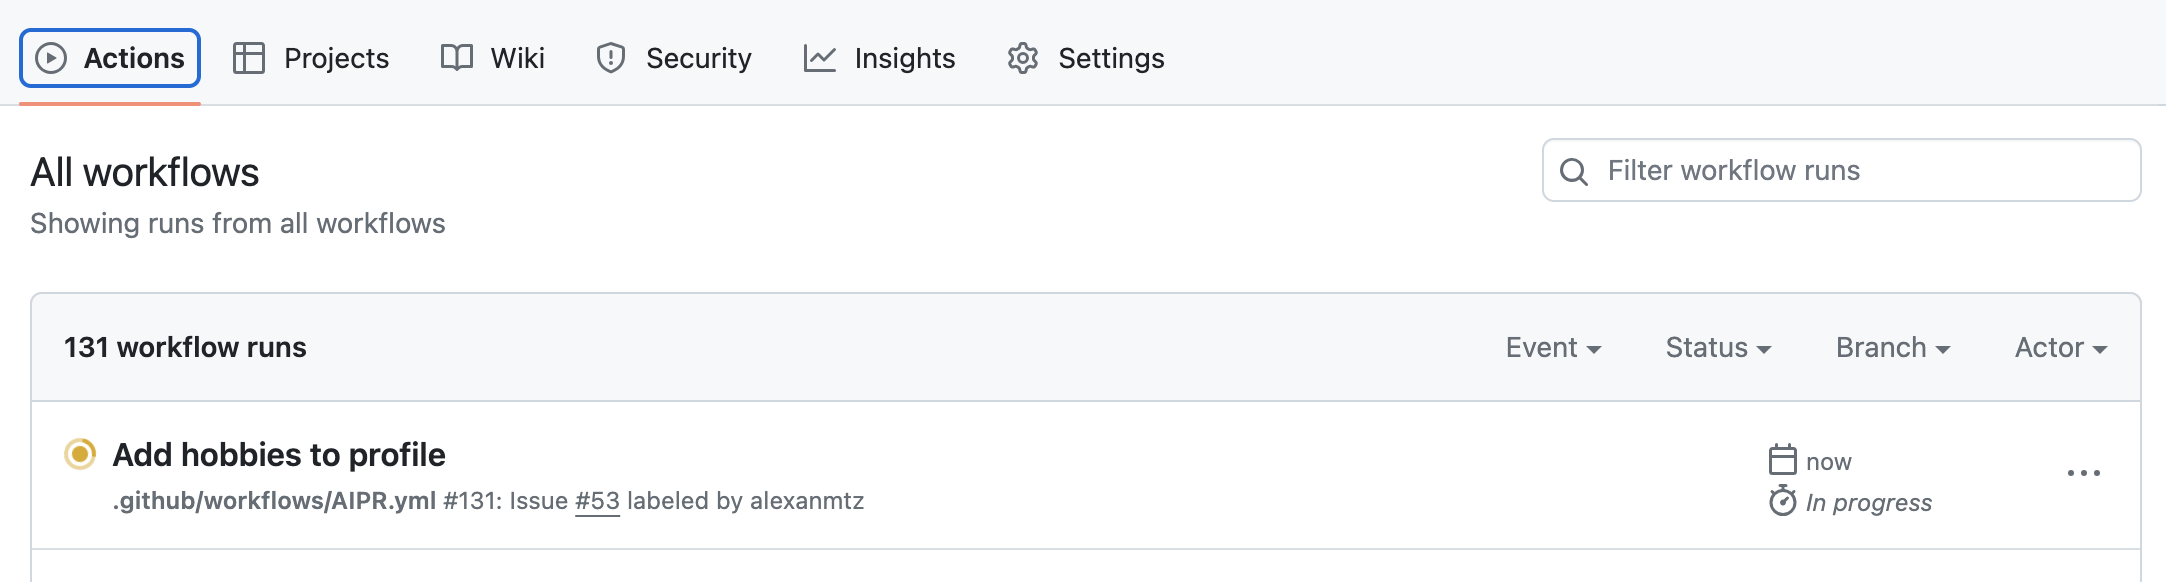 Actions Projects Wiki Security Insights Settings
All workflows
Filter workflow runs
Showing runs from all workflows
131 workflow runs Event Status Branch Actor
Add hobbies to profile
now
.github/workflows/AIPR.yml #131: Issue #53 labeled by alexanmtz
In progress